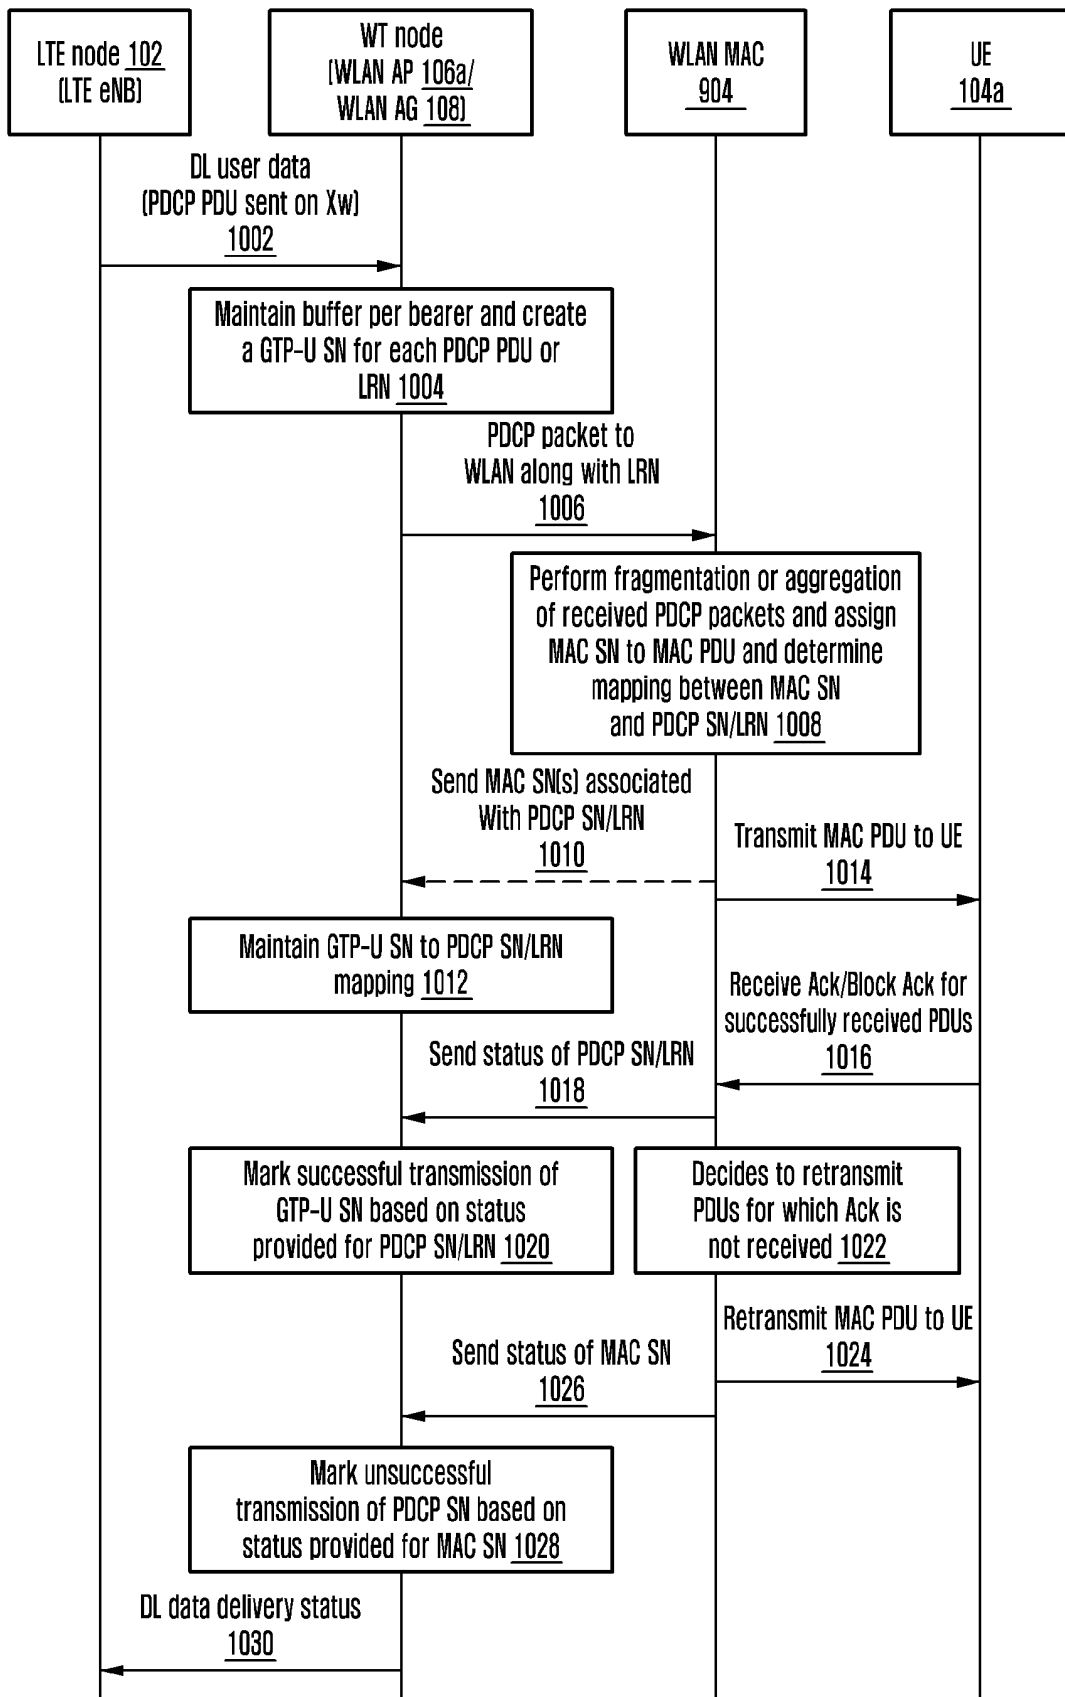 LTE node 102
(LTE eNB)
WT node
(WLAN AP 106a/
WLAN AG 108)
WLAN MAC
904
UE
104a
DL user data
(PDCP PDU sent on Xw)
1002
Maintain buffer per bearer and create
a GTP-U SN for each PDCP PDU or
LRN 1004
PDCP packet to
WLAN along with LRN
1006
Perform fragmentation or aggregation
of received PDCP packets and assign
MAC SN to MAC PDU and determine
mapping between MAC SN
and PDCP SN/LRN 1008
Send MAC SN(s) associated
With PDCP SN/LRN
1010
Transmit MAC PDU to UE
1014
Maintain GTP-U SN to PDCP SN/LRN
mapping 1012
Receive Ack/Block Ack for
successfully received PDUs
1016
Send status of PDCP SN/LRN
1018
Mark successful transmission of
GTP-U SN based on status
provided for PDCP SN/LRN 1020
Decides to retransmit
PDUs for which Ack is
not received 1022
Retransmit MAC PDU to UE
1024
Send status of MAC SN
1026
Mark unsuccessful
transmission of PDCP SN based on
status provided for MAC SN 1028
DL data delivery status
1030